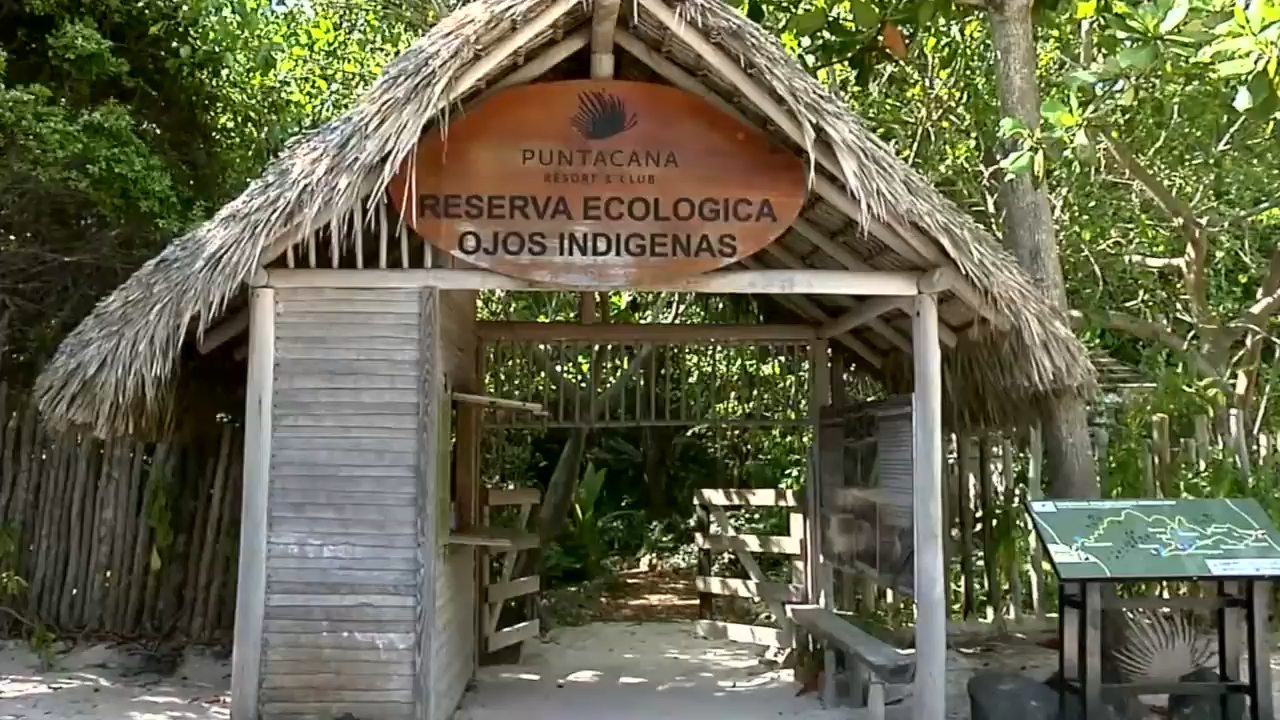 PUNTACANA
RESORT & CLUB
RESERVA ECOLOGICA
OJOS INDIGENAS